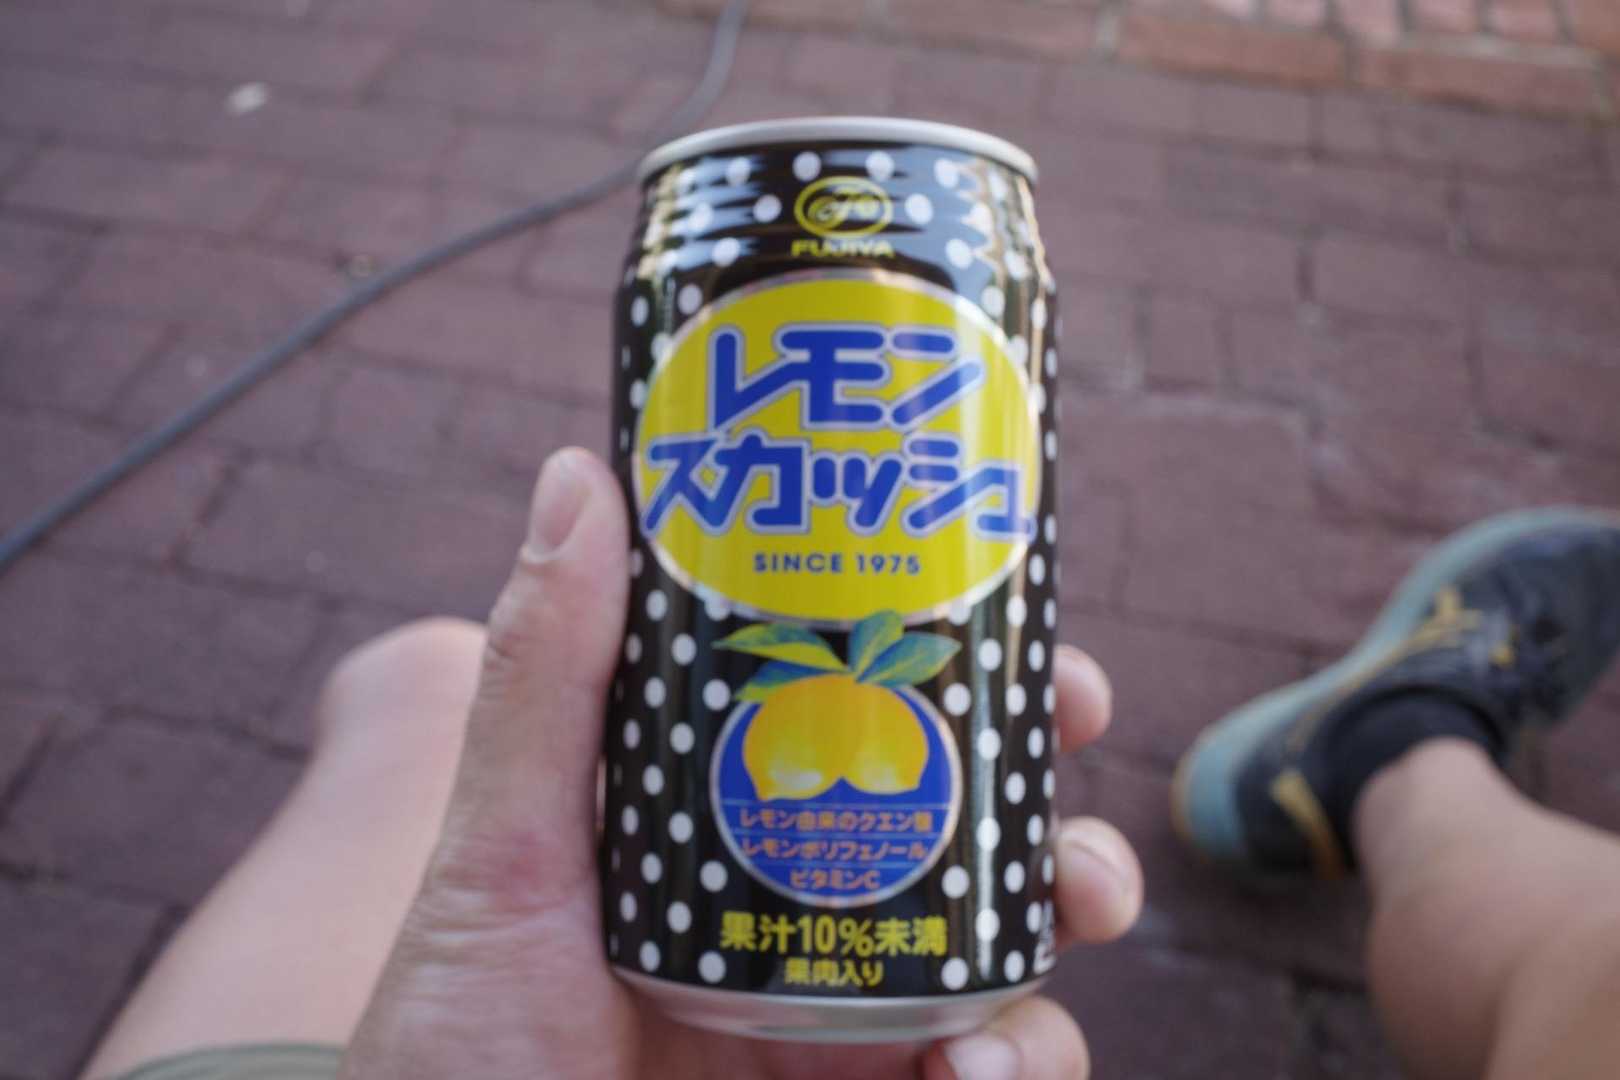 FUJIYA
レモン
スカッシュ
SINCE 1975
レモン由来のクエン酸
レモンポリフェノール
ビタミンC
果汁10%未満
果肉入り